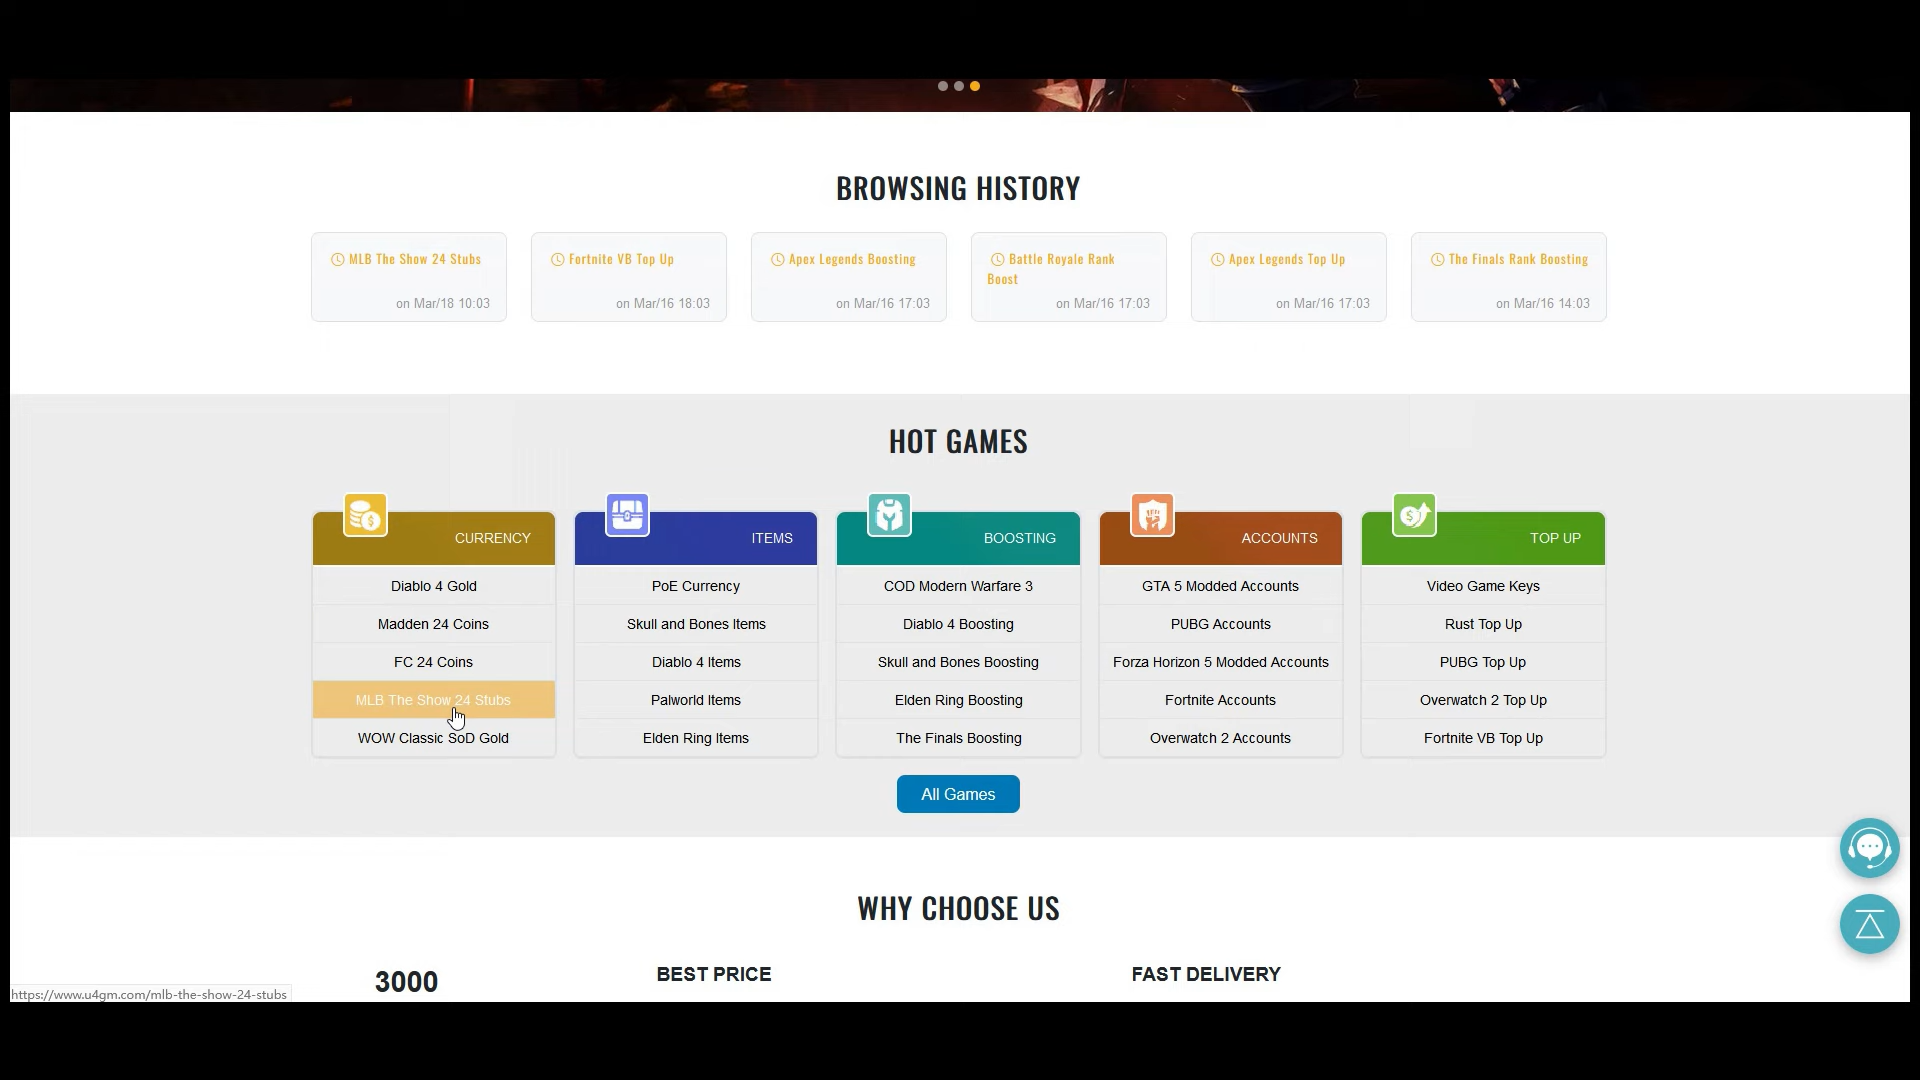 BROWSING HISTORY
MLB The Show 24 Stubs
on Mar/18 10:03
Fortnite VB Top Up
on Mar/16 18:03
Apex Legends Boosting
on Mar/16 17:03
Battle Royale Rank
Boost
on Mar/16 17:03
Apex Legends Top Up
on Mar/16 17:03
The Finals Rank Boosting
on Mar/16 14:03
HOT GAMES
CURRENCY
Diablo 4 Gold
Madden 24 Coins
FC 24 Coins
MLB The Show 24 Stubs
WOW Classic SoD Gold
ITEMS
PoE Currency
Skull and Bones Items
Diablo 4 Items
Palworld Items
Elden Ring Items
BOOSTING
COD Modern Warfare 3
Diablo 4 Boosting
Skull and Bones Boosting
Elden Ring Boosting
The Finals Boosting
ACCOUNTS
GTA 5 Modded Accounts
PUBG Accounts
Forza Horizon 5 Modded Accounts
Fortnite Accounts
Overwatch 2 Accounts
TOP UP
Video Game Keys
Rust Top Up
PUBG Top Up
Overwatch 2 Top Up
Fortnite VB Top Up
All Games
WHY CHOOSE US
3000
BEST PRICE
FAST DELIVERY
https://www.u4gm.com/mlb-the-show-24-stubs